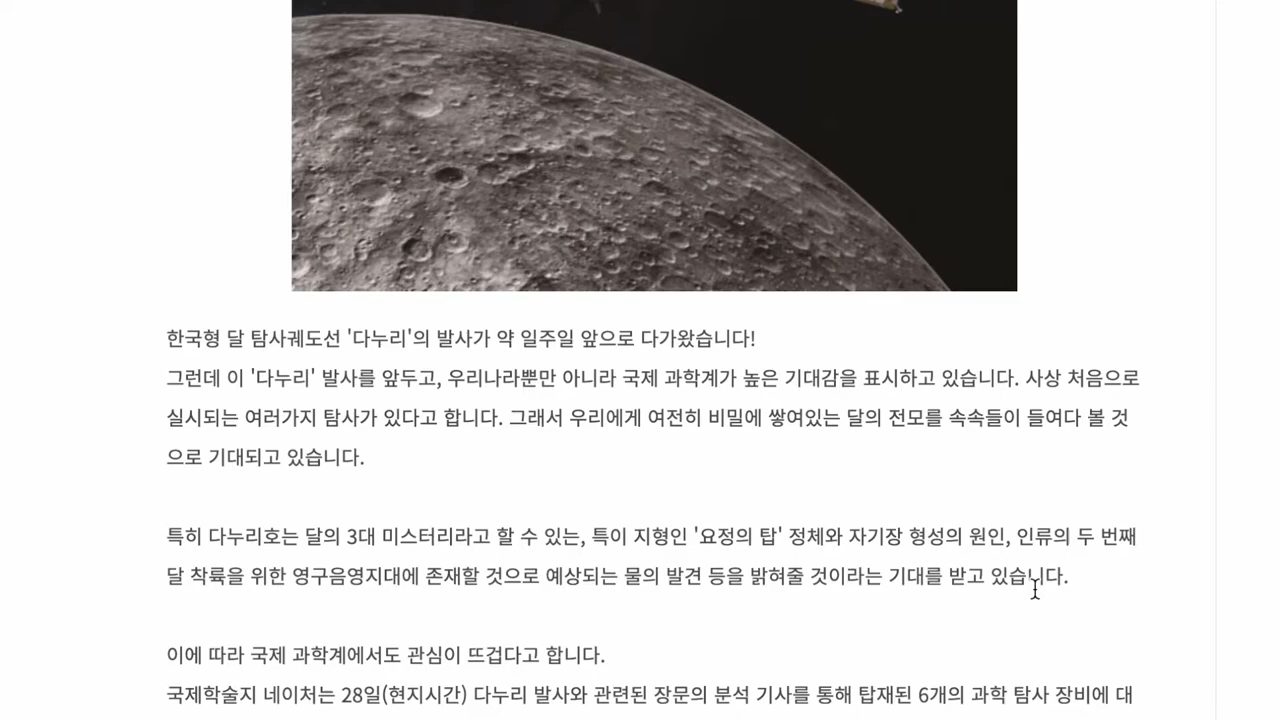 한국형 달 탐사궤도선 '다누리'의 발사가 약 일주일 앞으로 다가왔습니다!
그런데 이 '다누리' 발사를 앞두고, 우리나라뿐만 아니라 국제 과학계가 높은 기대감을 표시하고 있습니다. 사상 처음으로
실시되는 여러가지 탐사가 있다고 합니다. 그래서 우리에게 여전히 비밀에 쌓여있는 달의 전모를 속속들이 들여다 볼 것
으로 기대되고 있습니다.
특히 다누리호는 달의 3대 미스터리라고 할 수 있는, 특이 지형인 '요정의 탑' 정체와 자기장 형성의 원인, 인류의 두 번째
달 착륙을 위한 영구음영지대에 존재할 것으로 예상되는 물의 발견 등을 밝혀줄 것이라는 기대를 받고 있습니다.
이에 따라 국제 과학계에서도 관심이 뜨겁다고 합니다.
국제학술지 네이처는 28일(현지시간) 다누리 발사와 관련된 장문의 분석 기사를 통해 탑재된 6개의 과학 탐사 장비에 대